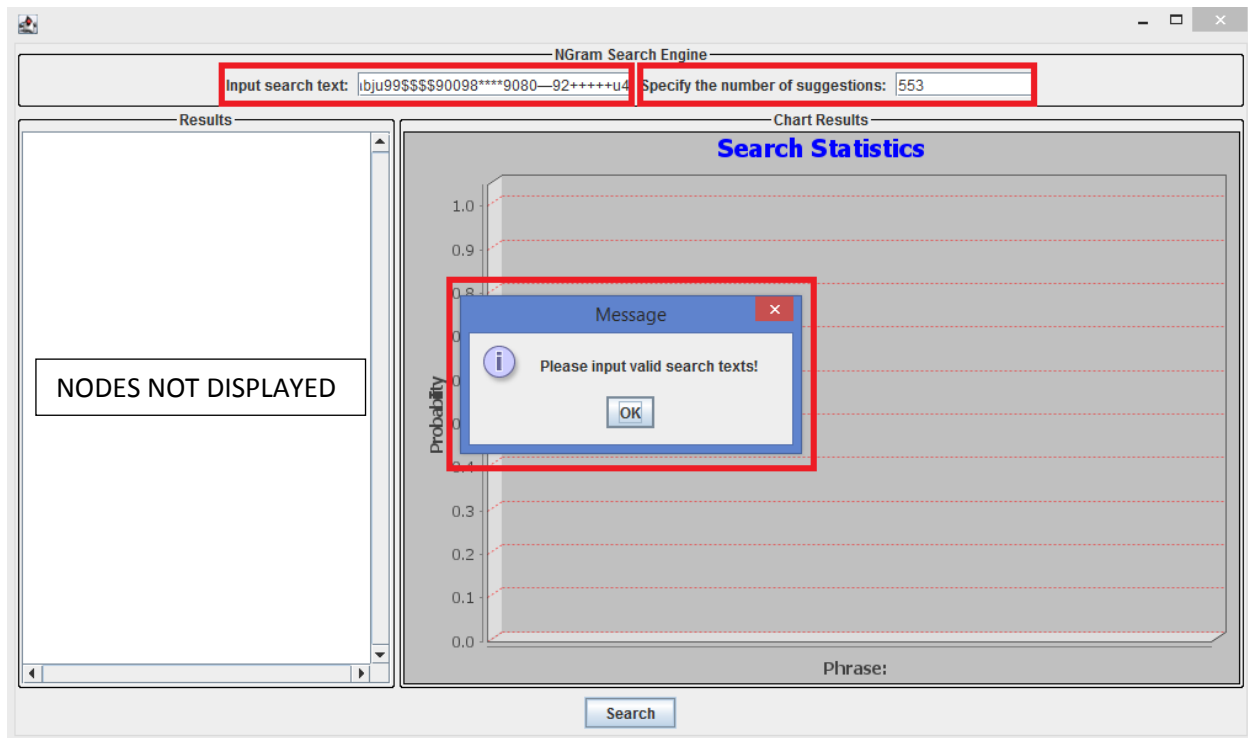 NGram Search Engine
Input search text: ıbju99$$$$90098****9080—92+++++u4 Specify the number of suggestions: 553
Results
Chart Results
Search Statistics
1.0
0.9
0.8
Message
Please input valid search texts!
OK
NODES NOT DISPLAYED
Probability
0.4
0.3
0.2
0.1
0.0
Phrase:
Search